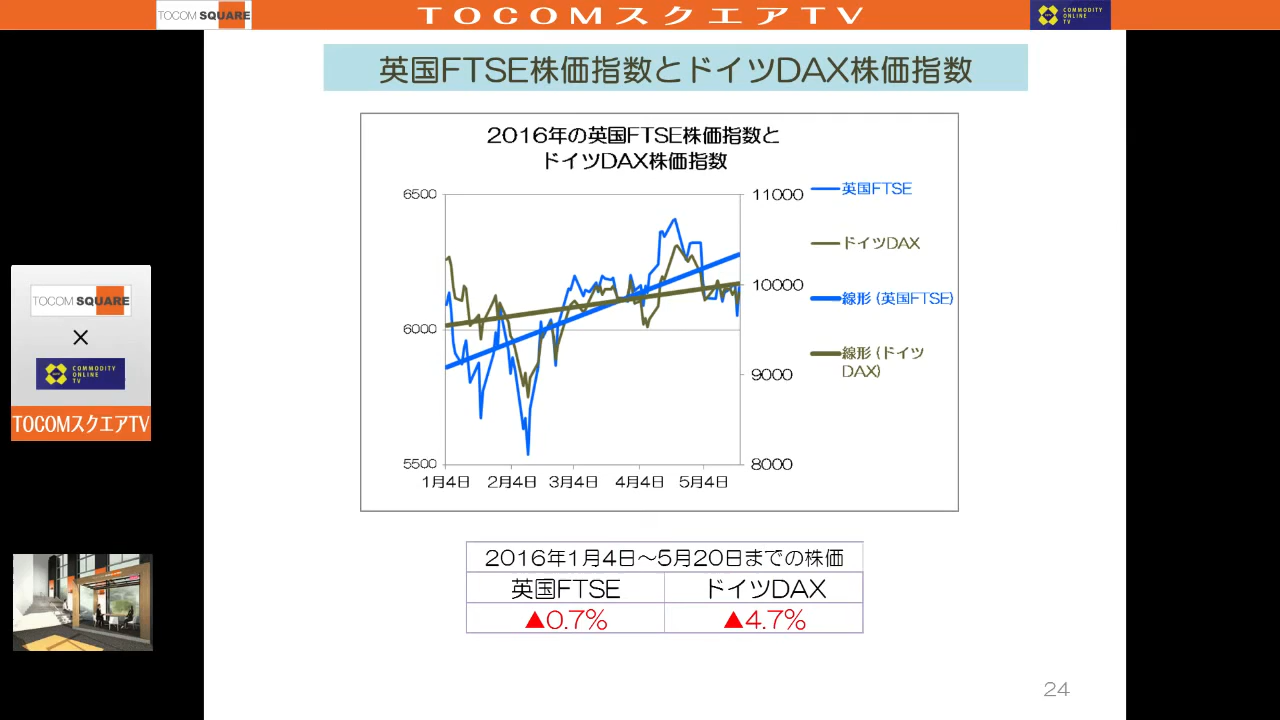 TOCOM SQUARE
TOCOMスクエアTV
COMMODITY
ONLINE
TV
英国FTSE株価指数とドイツDAX株価指数
2016年の英国FTSE株価指数と
ドイツDAX株価指数
6500
6000
5500
11000
10000
9000
8000
1月4日 2月4日 3月4日 4月4日 5月4日
英国FTSE
ドイツDAX
線形 (英国FTSE)
線形 (ドイツ
DAX)
TOCOM SQUARE
×
COMMODITY
ONLINE
TV
TOCOMスクエアTV
2016年1月4日～5月20日までの株価
英国FTSE ドイツDAX
▲0.7% ▲4.7%
24